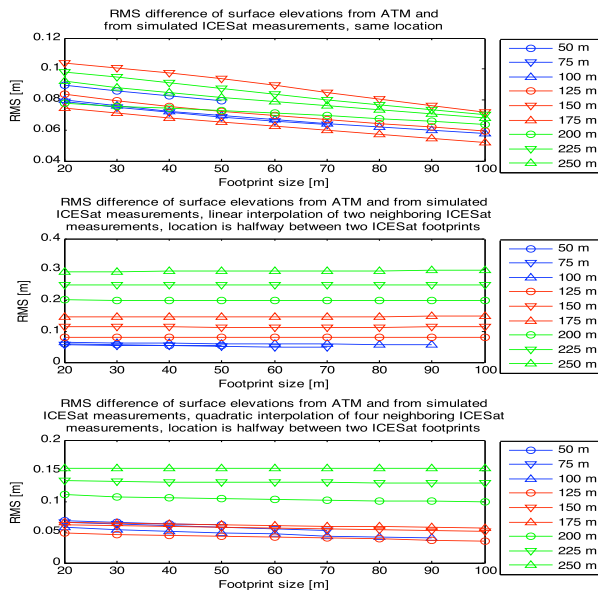 RMS difference of surface elevations from ATM and
from simulated ICESat measurements, same location
0.12
0.1
0.08
0.06
0.04
RMS [m]
20 30 40 50 60 70 80 90 100
Footprint size [m]
50 m
75 m
100 m
125 m
150 m
175 m
200 m
225 m
250 m
RMS difference of surface elevations from ATM and from simulated
ICESat measurements, linear interpolation of two neighboring ICESat
measurements, location is halfway between two ICESat footprints
0.4
0.3
0.2
0.1
0
RMS [m]
20 30 40 50 60 70 80 90 100
Footprint size [m]
50 m
75 m
100 m
125 m
150 m
175 m
200 m
225 m
250 m
RMS difference of surface elevations from ATM and from simulated
ICESat measurements, quadratic interpolation of four neighboring ICESat
measurements, location is halfway between two ICESat footprints
0.2
0.15
0.1
0.05
0
RMS [m]
20 30 40 50 60 70 80 90 100
Footprint size [m]
50 m
75 m
100 m
125 m
150 m
175 m
200 m
225 m
250 m